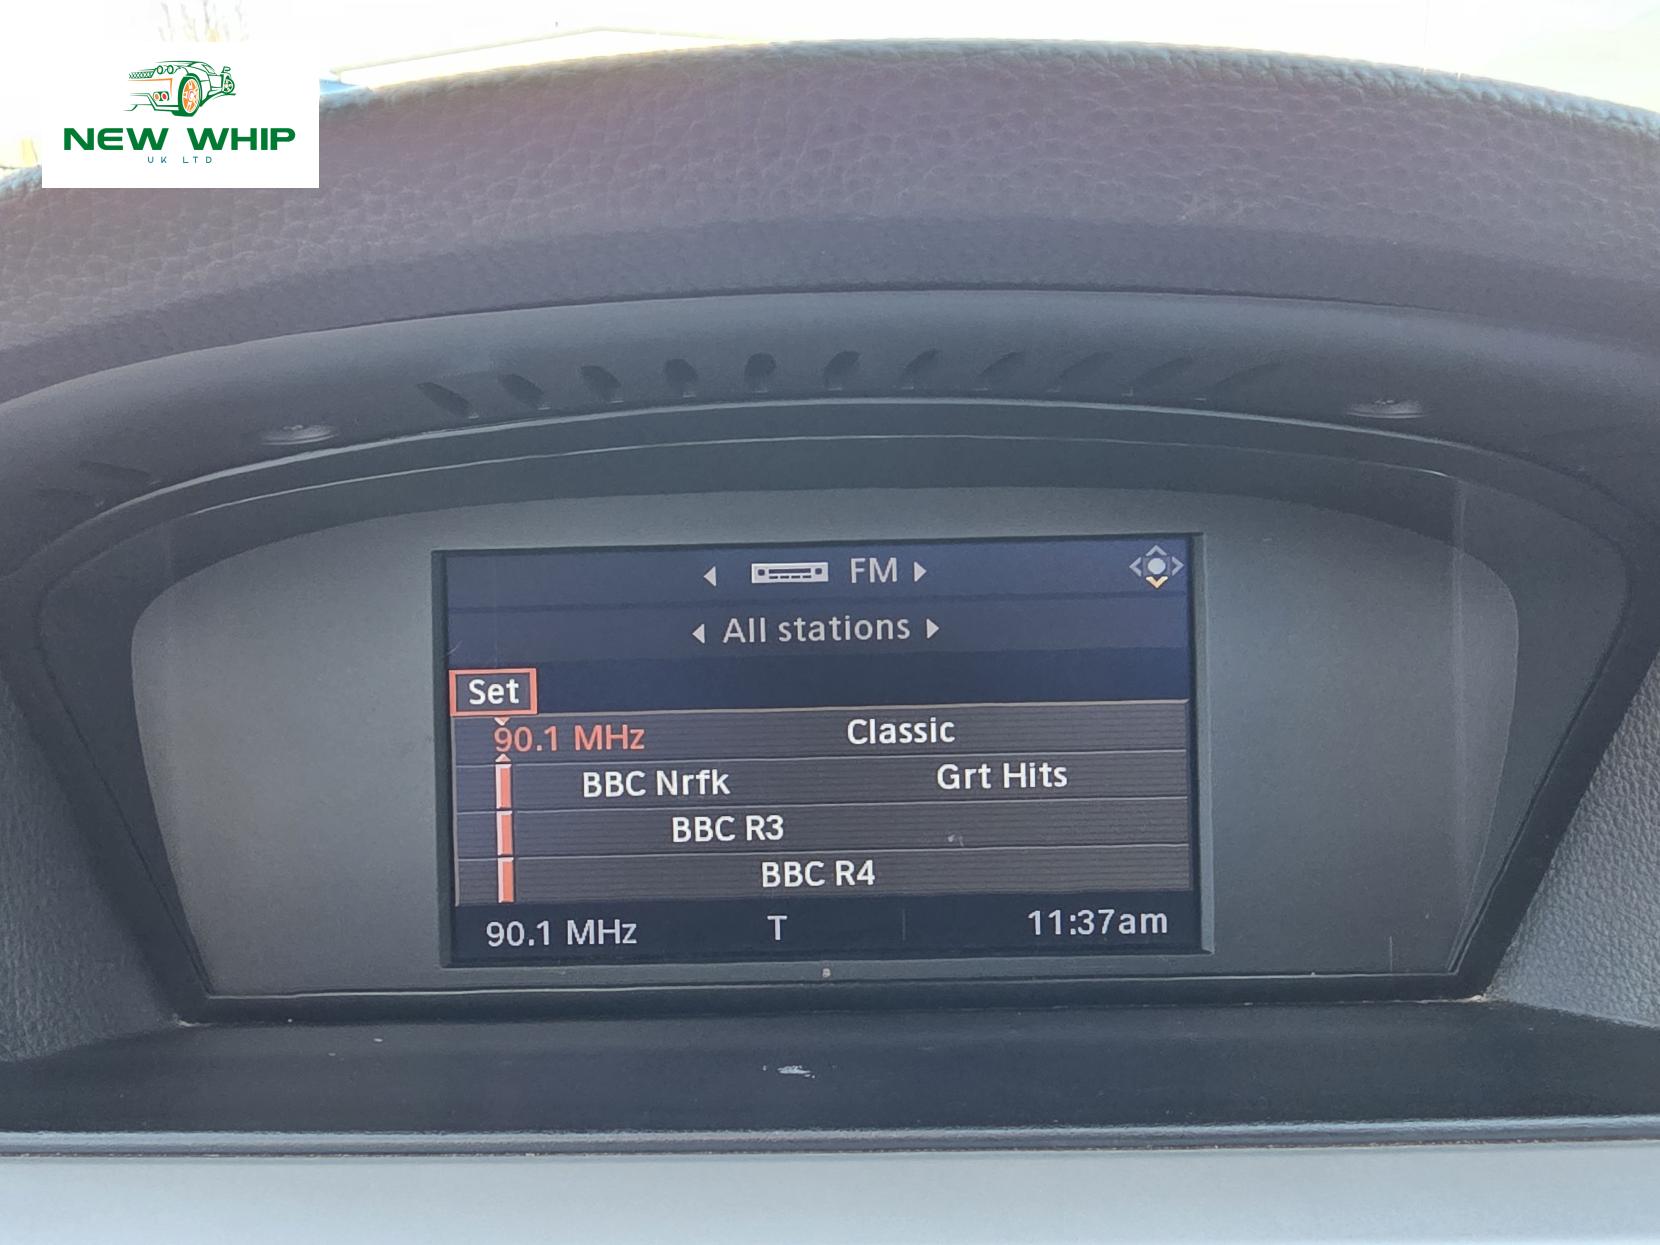 NEW WHIP
UK LTD
FM
All stations
Set
90.1 MHz Classic
BBC Nrfk Grt Hits
BBC R3
BBC R4
90.1 MHz T 11:37am